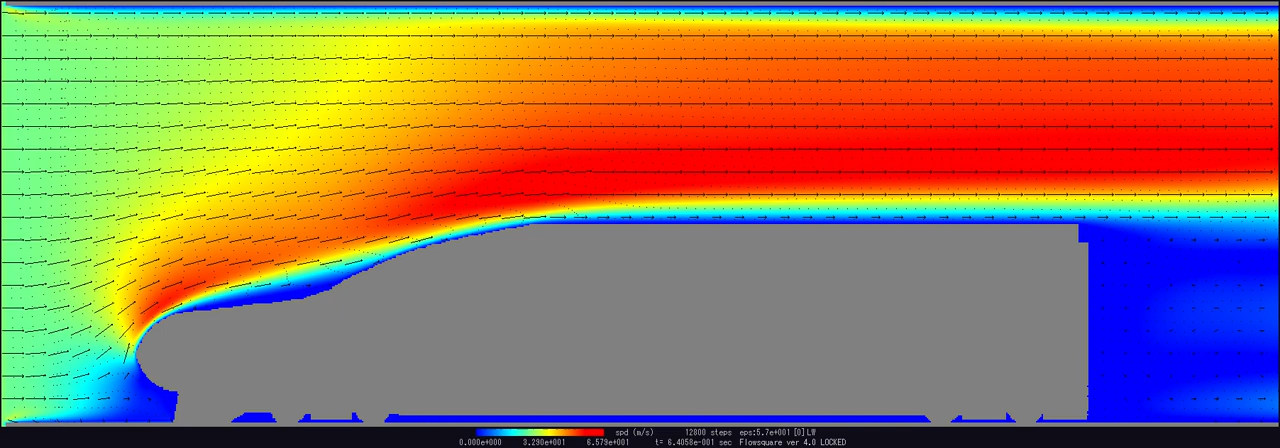 spd (m/s) 12800 steps eps:5.7e+001 [0]LW
0.000e+000 3.290e+001 6.579e+001 t= 6.4058e-001 sec Flowsquare ver 4.0 LOCKED